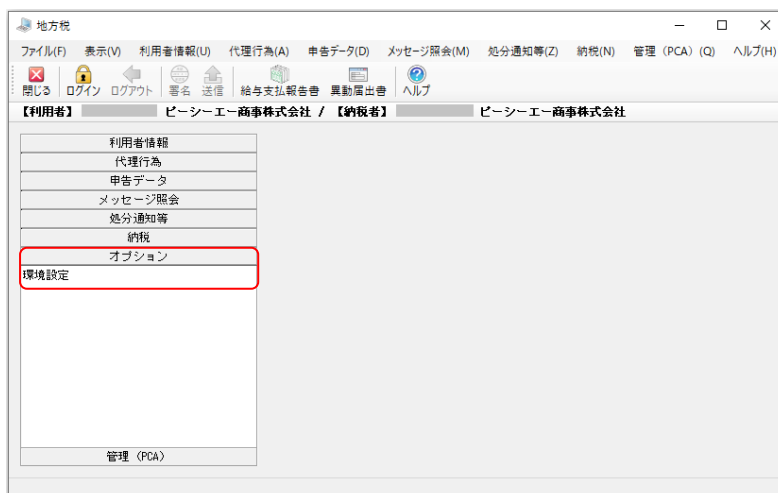 地方税
ファイル(F) 表示(V) 利用者情報(U) 代理行為(A) 申告データ(D) メッセージ照会(M) 処分通知等(Z) 納税(N) 管理（PCA）(Q) ヘルプ(H)
閉じる ログイン ログアウト 署名 送信 給与支払報告書 異動届出書 ヘルプ
【利用者】 ピーシーエー商事株式会社 / 【納税者】 ピーシーエー商事株式会社
利用者情報
代理行為
申告データ
メッセージ照会
処分通知等
納税
オプション
環境設定
管理（PCA）